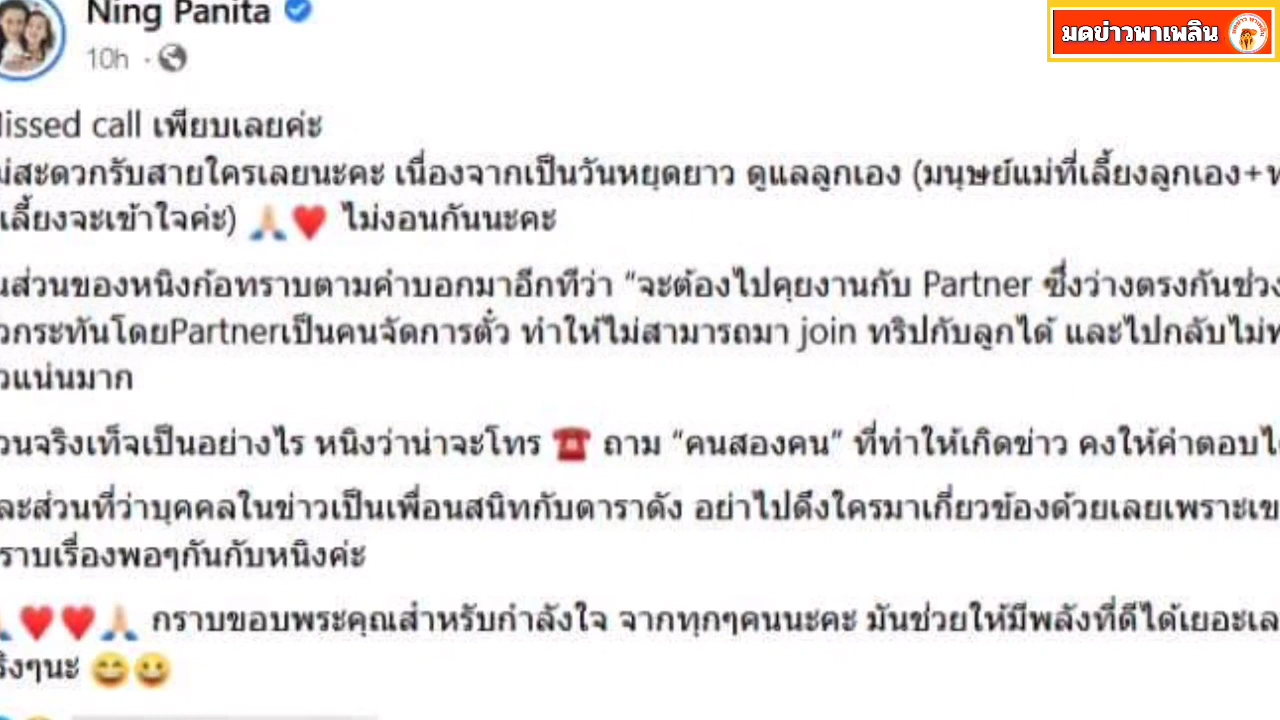 Ning Panita
มดข่าวพาเพลิน
10h ·
issed call เพียบเลยค่ะ
สะดวกรับสายใครเลยนะคะ เนื่องจากเป็นวันหยุดยาว ดูแลลูกเอง (มนุษย์แม่ที่เลี้ยงลูกเอง+
เลี้ยงจะเข้าใจค่ะ) 🙏🏻♥️ ไม่งอนกันนะคะ
ส่วนของหนิงก้อทราบตามคำบอกมาอีกทีว่า “จะต้องไปคุยงานกับ Partner ซึ่งว่างตรงกันช่วง
กระทันโดยPartnerเป็นคนจัดการตั๋ว ทำให้ไม่สามารถมา join ทริปกับลูกได้ และไปกลับไม่
แน่นมาก
วนจริงเท็จเป็นอย่างไร หนิงว่าน่าจะโทร ☎️ ถาม “คนสองคน” ที่ทำให้เกิดข่าว คงให้คำตอบ
ละส่วนที่ว่าบุคคลในข่าวเป็นเพื่อนสนิทกับดาราดัง อย่าไปดึงใครมาเกี่ยวข้องด้วยเลยเพราะเข
ราบเรื่องพอๆกันกับหนิงค่ะ
♥️♥️🙏🏻 กราบขอบพระคุณสำหรับกำลังใจ จากทุกๆคนนะคะ มันช่วยให้มีพลังที่ดีได้เยอะเล
ริงๆนะ 😄😀